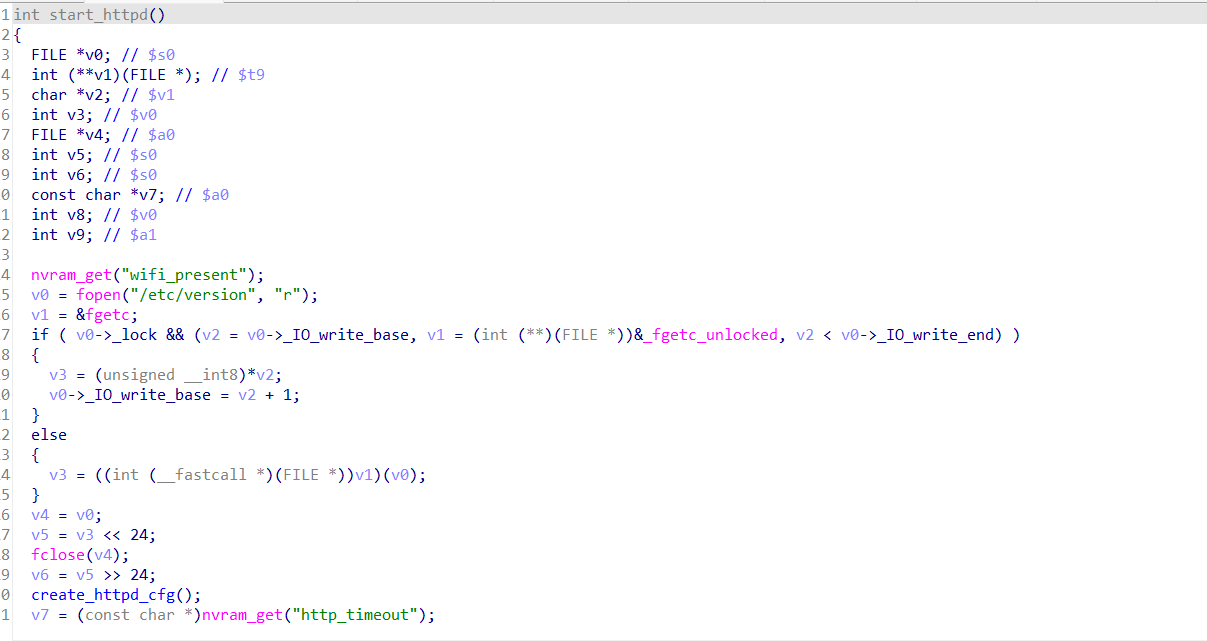 1 int start_httpd()
2 {
3 FILE *v0; // $s0
4 int (**v1)(FILE *); // $t9
5 char *v2; // $v1
6 int v3; // $v0
7 FILE *v4; // $a0
8 int v5; // $s0
9 int v6; // $s0
0 const char *v7; // $a0
1 int v8; // $v0
2 int v9; // $a1
3
4 nvram_get("wifi_present");
5 v0 = fopen("/etc/version", "r");
6 v1 = &fgetc;
7 if ( v0->_lock && (v2 = v0->_IO_write_base, v1 = (int (**)(FILE *))&_fgetc_unlocked, v2 < v0->_IO_write_end) )
8 {
9 v3 = (unsigned __int8)*v2;
0 v0->_IO_write_base = v2 + 1;
1 }
2 else
3 {
4 v3 = ((int (__fastcall *)(FILE *))v1)(v0);
5 }
6 v4 = v0;
7 v5 = v3 << 24;
8 fclose(v4);
9 v6 = v5 >> 24;
0 create_httpd_cfg();
1 v7 = (const char *)nvram_get("http_timeout");